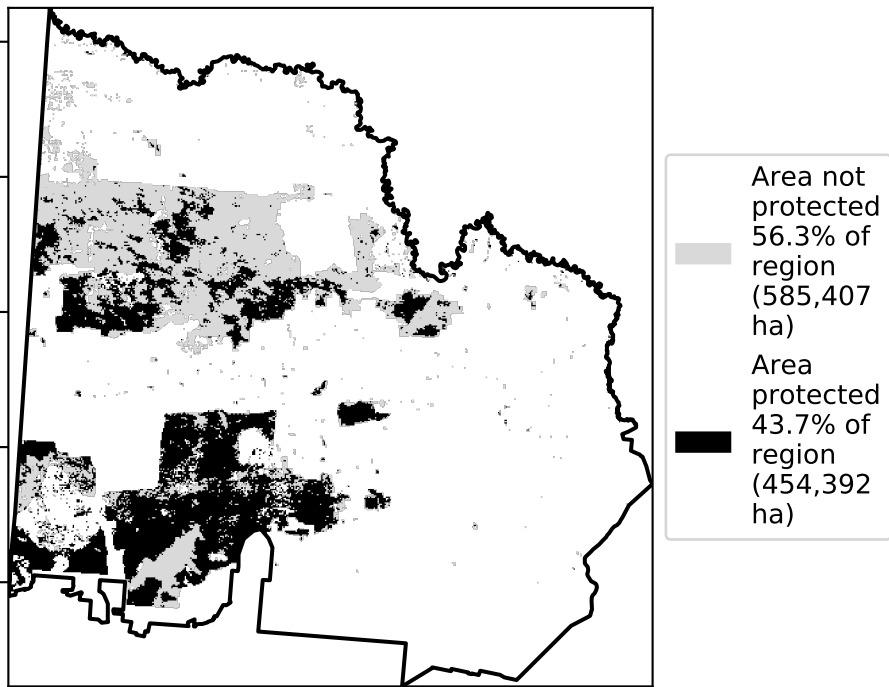 Area not
protected
56.3% of
region
(585,407
ha)
Area
protected
43.7% of
region
(454,392
ha)